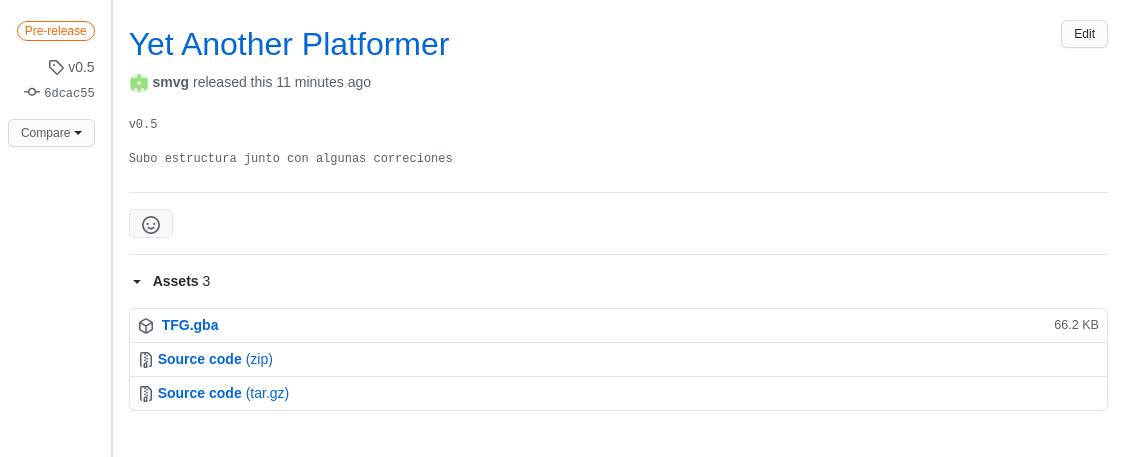 Pre-release
v0.5
6dcac55
Compare
Yet Another Platformer
Edit
smvg released this 11 minutes ago
v0.5
Subo estructura junto con algunas correciones
Assets 3
TFG.gba 66.2 KB
Source code (zip)
Source code (tar.gz)